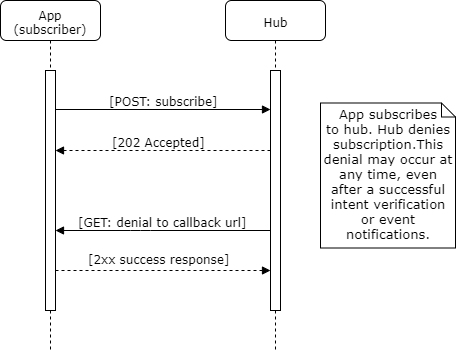 App
(subscriber)
Hub
[POST: subscribe]
[202 Accepted]
[GET: denial to callback url]
[2xx success response]
App subscribes
to hub. Hub denies
subscription.This
denial may occur at
any time, even
after a successful
intent verification
or event
notifications.